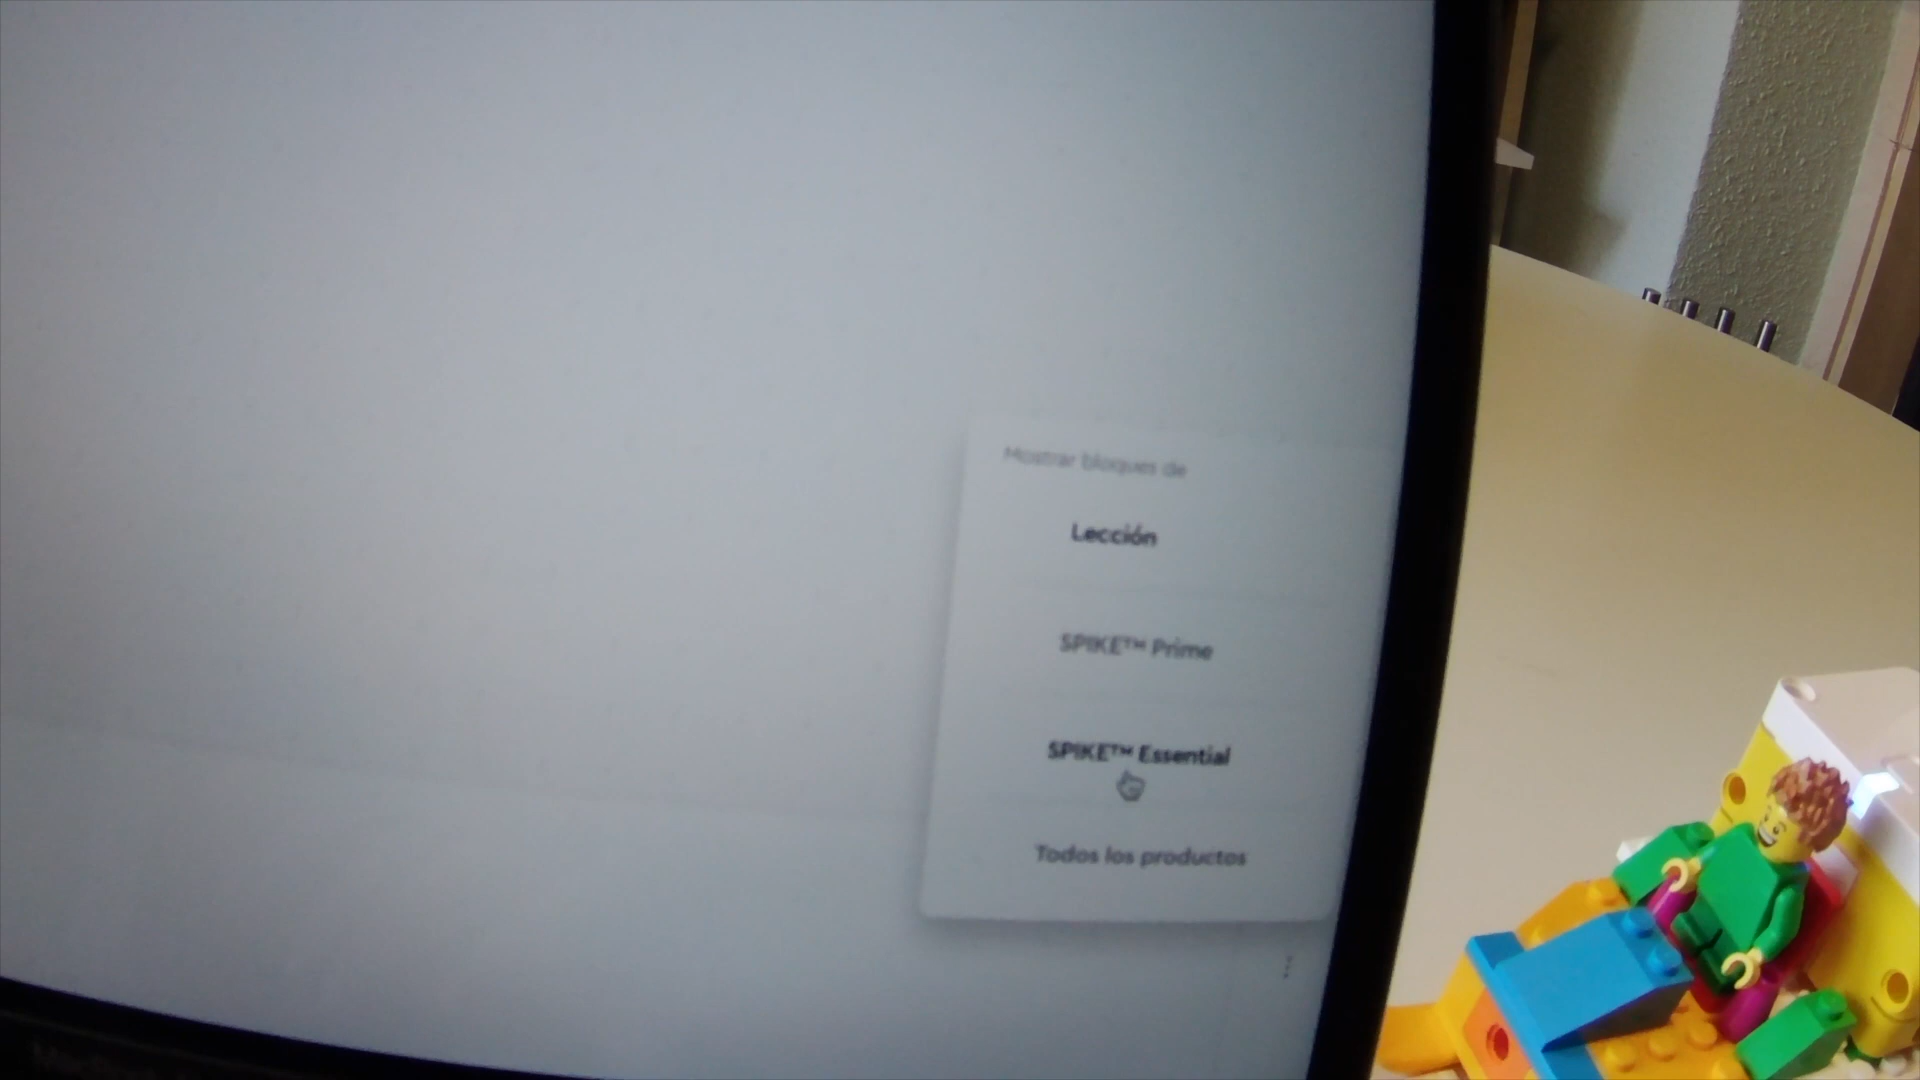 Mostrar bloques de
Lección
SPIKE™ Prime
SPIKE™ Essential
Todos los productos